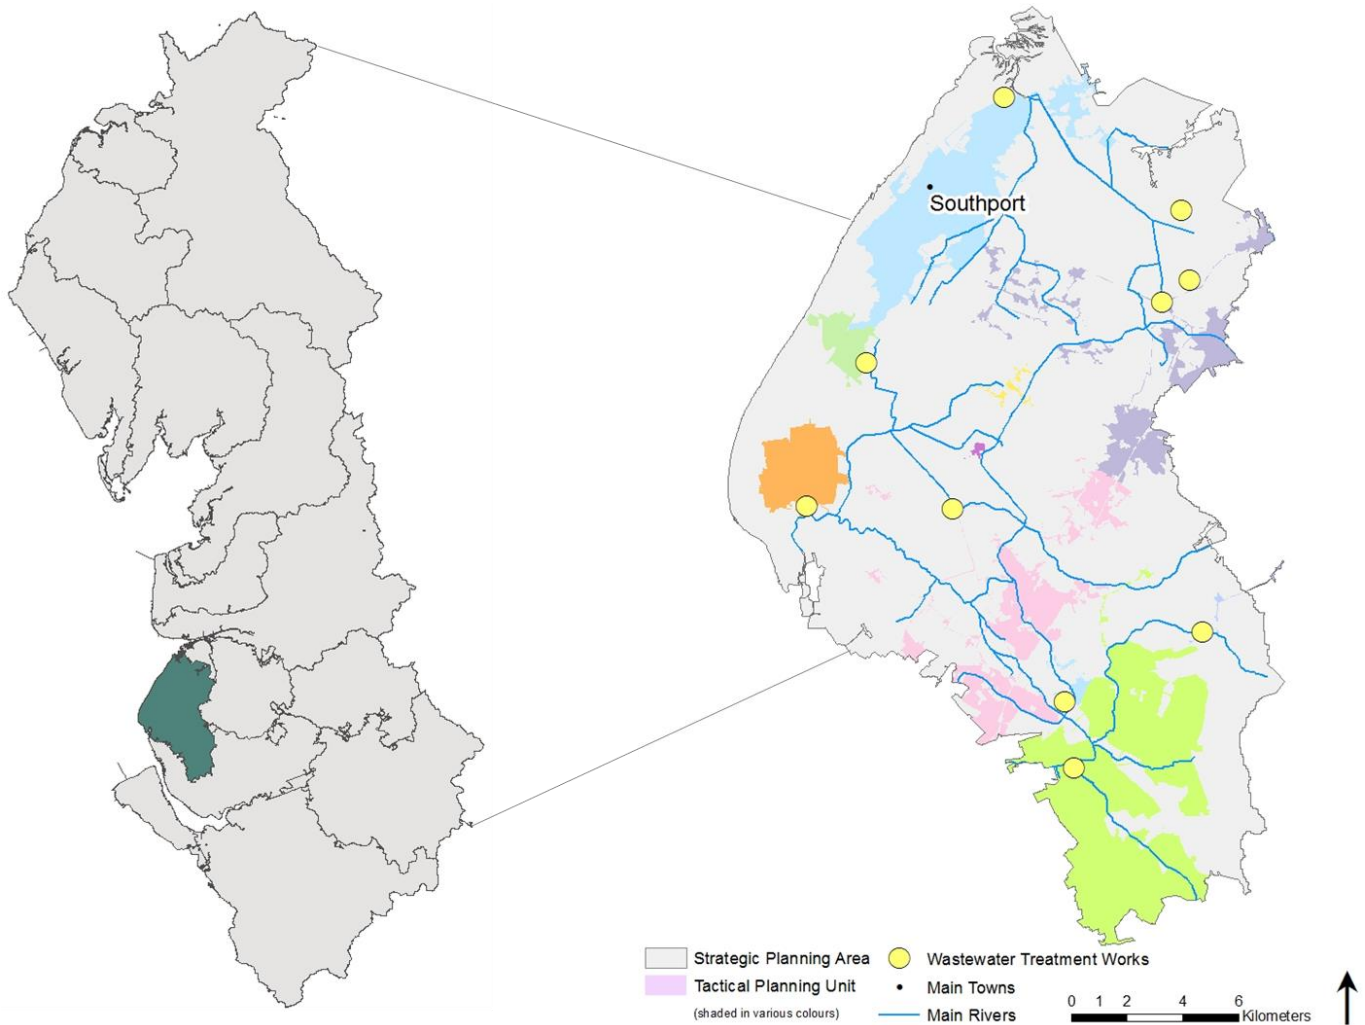 Southport
Strategic Planning Area
Wastewater Treatment Works
Tactical Planning Unit
Main Towns
(shaded in various colours)
Main Rivers
0 1 2 4 6
Kilometers